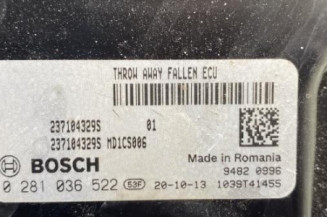 THROW AWAY FALLEN ECU
237104329S 01
237104329S MD1CS006
BOSCH
Made in Romania
9482 0996
0 281 036 522 S3F 20-10-13 1039T41455